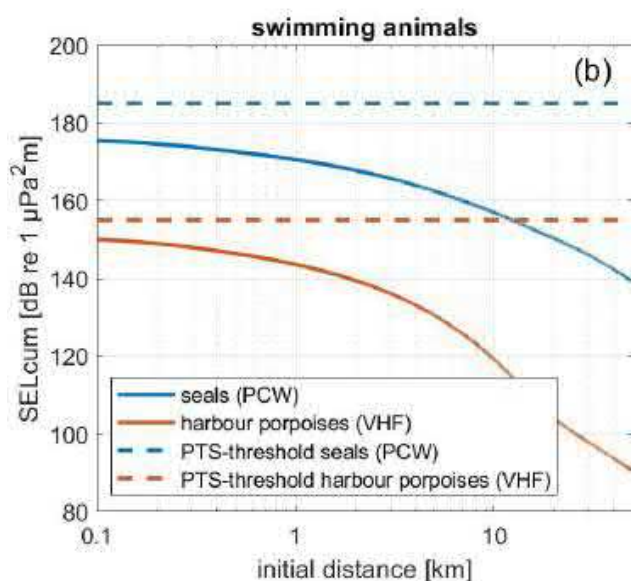 swimming animals
(b)
SELcum [dB re 1 µPa²m]
200
180
160
140
120
100
80
seals (PCW)
harbour porpoises (VHF)
PTS-threshold seals (PCW)
PTS-threshold harbour porpoises (VHF)
0.1
1
10
initial distance [km]